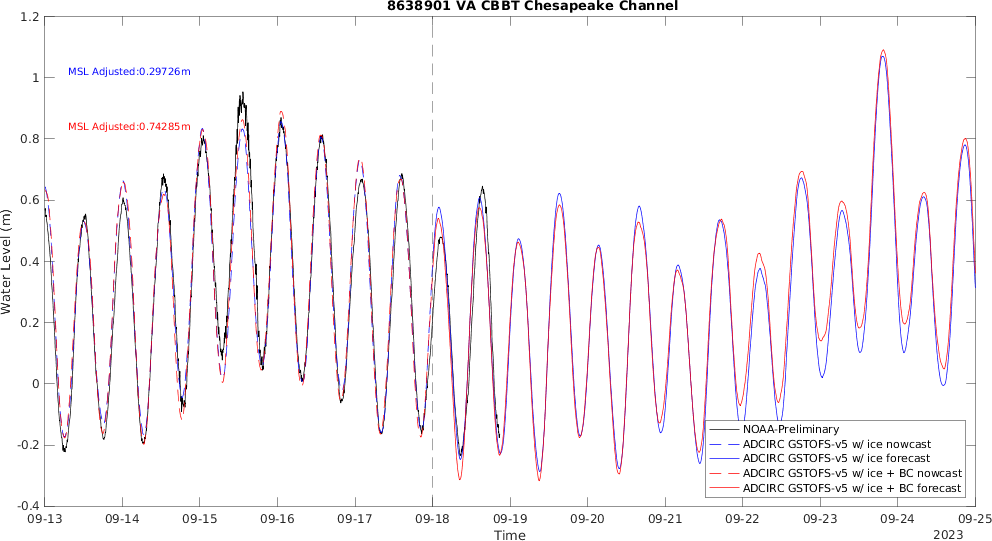 8638901 VA CBBT Chesapeake Channel
1.2
1
0.8
0.6
0.4
0.2
0
-0.2
-0.4
Water Level (m)
MSL Adjusted:0.29726m
MSL Adjusted:0.74285m
NOAA-Preliminary
ADCIRC GSTOFS-v5 w/ ice nowcast
ADCIRC GSTOFS-v5 w/ ice forecast
ADCIRC GSTOFS-v5 w/ ice + BC nowcast
ADCIRC GSTOFS-v5 w/ ice + BC forecast
09-13 09-14 09-15 09-16 09-17 09-18 09-19 09-20 09-21 09-22 09-23 09-24 09-25
Time
2023